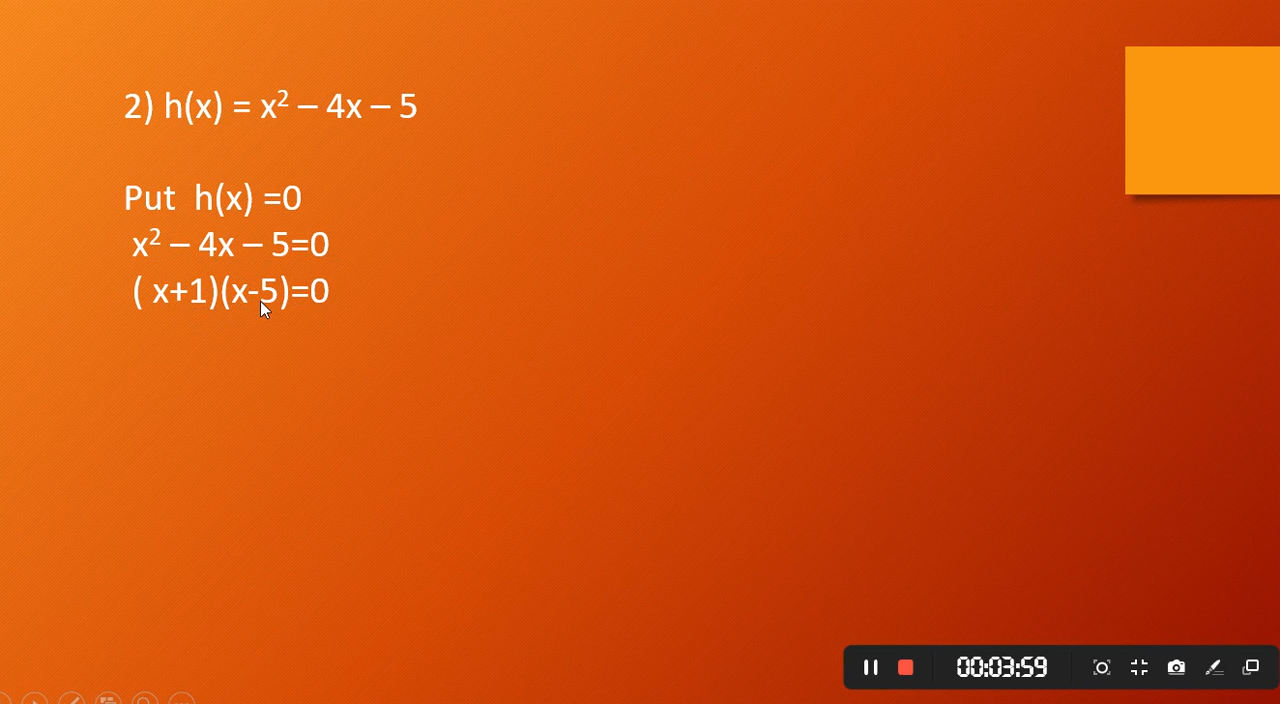 2) h(x) = x² – 4x – 5
Put h(x) =0
x² – 4x – 5=0
( x+1)(x-5)=0
00:03:59